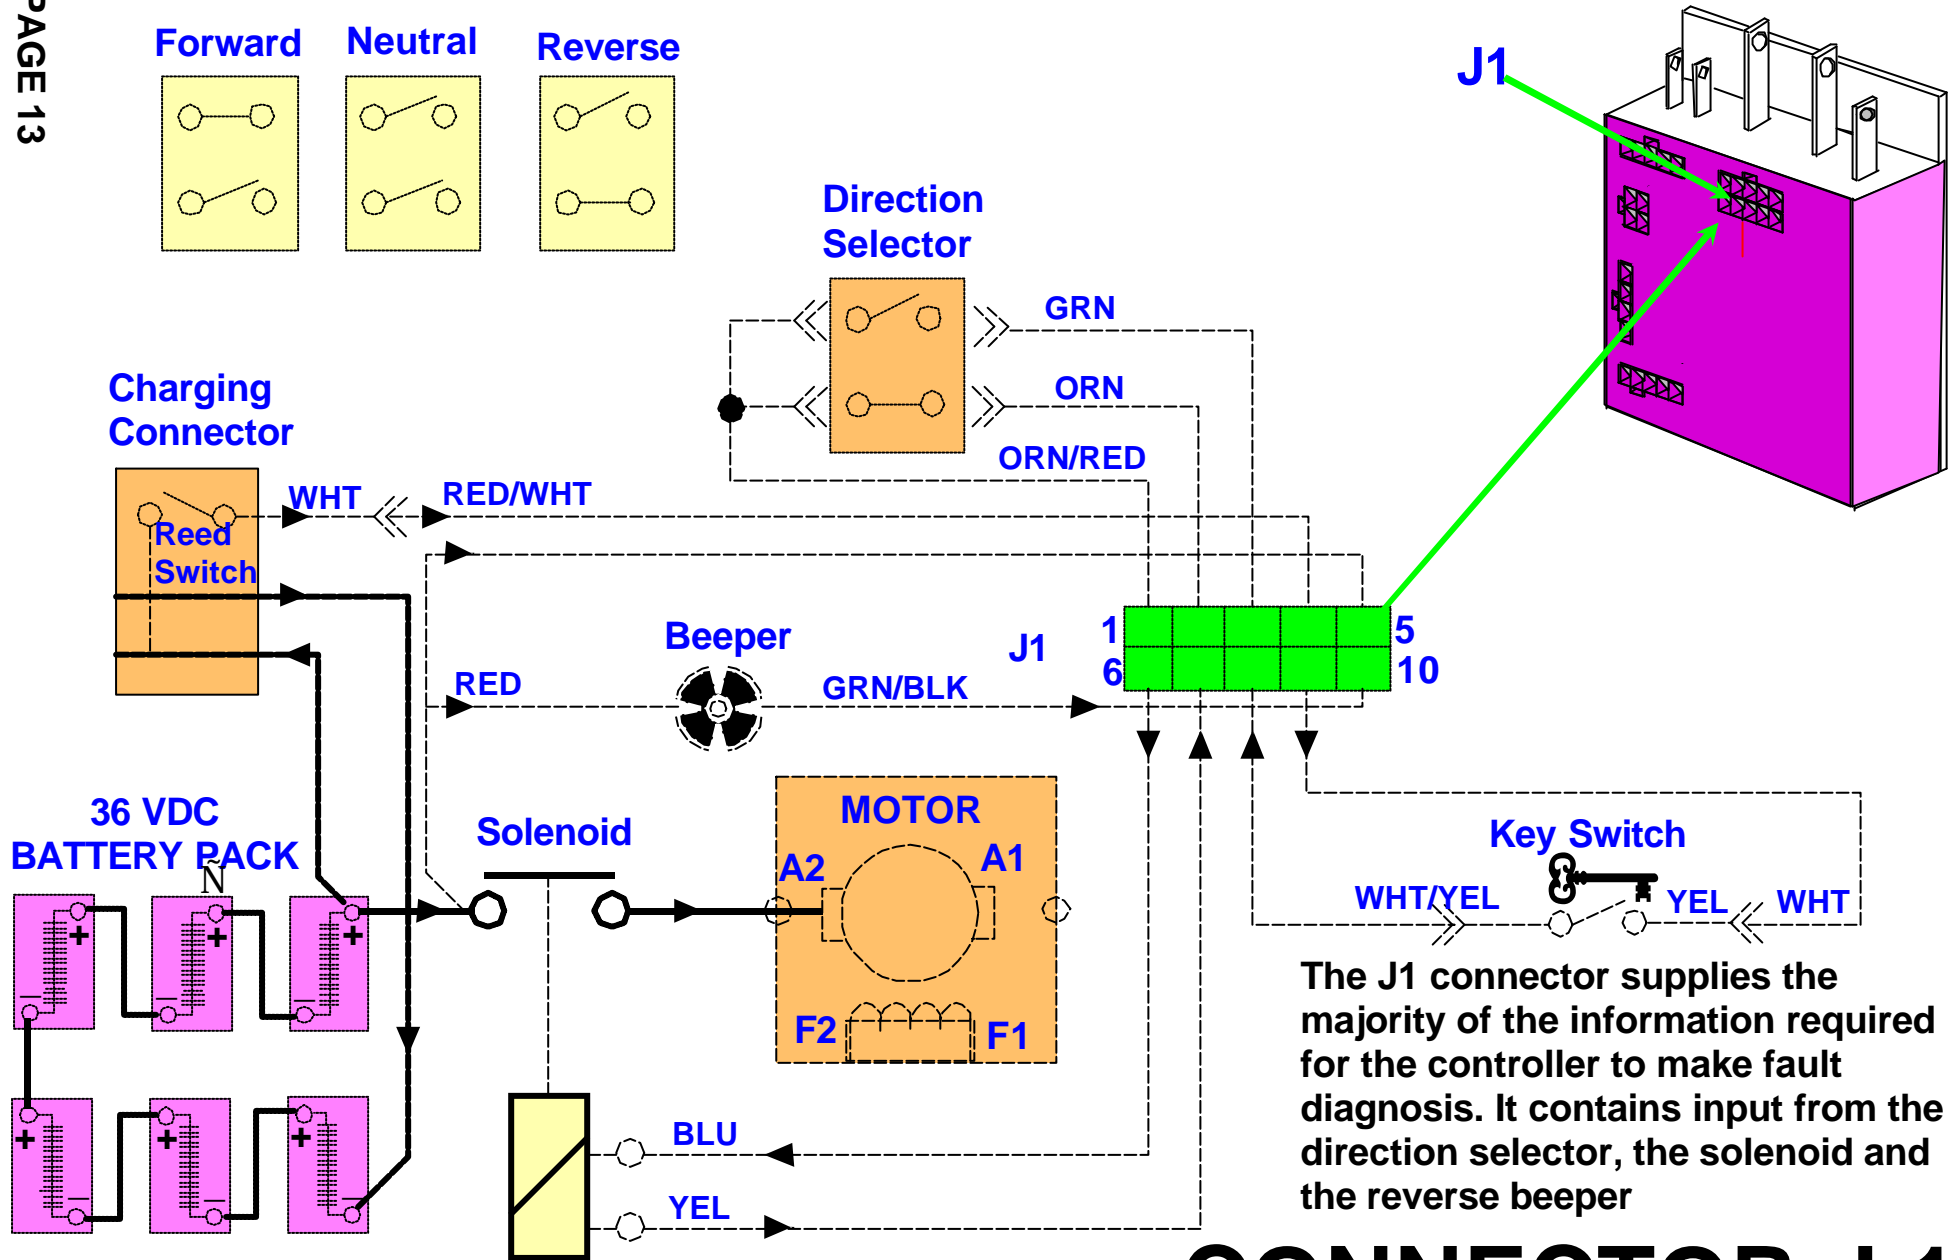 PAGE 13
Forward
Neutral
Reverse
J1
Direction
Selector
GRN
ORN
ORN/RED
Charging
Connector
WHT
RED/WHT
Reed
Switch
Beeper
RED
GRN/BLK
J1
1
5
6
10
36 VDC
BATTERY PACK
Ñ
Solenoid
MOTOR
A2
A1
F2
F1
Key Switch
WHT/YEL
YEL
WHT
+
+
+
–
–
–
+
+
+
–
–
–
BLU
YEL
The J1 connector supplies the
majority of the information required
for the controller to make fault
diagnosis. It contains input from the
direction selector, the solenoid and
the reverse beeper
CONNECTOR J1